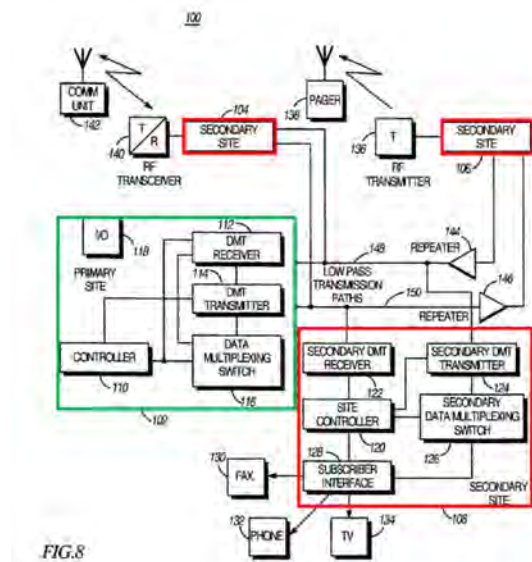 100
COMM
UNIT
142
T
R
140
RF
TRANSCEIVER
104
SECONDARY
SITE
PAGER
136
T
136
RF
TRANSMITTER
SECONDARY
SITE
106
I/O
118
PRIMARY
SITE
112
DMT
RECEIVER
114
DMT
TRANSMITTER
CONTROLLER
110
DATA
MULTIPLEXING
SWITCH
116
102
148
LOW PASS
TRANSMISSION
PATHS
150
144
REPEATER
146
REPEATER
SECONDARY DMT
RECEIVER
122
SECONDARY DMT
TRANSMITTER
124
SITE
CONTROLLER
120
SECONDARY
DATA MULTIPLEXING
SWITCH
126
128
SUBSCRIBER
INTERFACE
SECONDARY
SITE
108
130
FAX.
132
PHONE
TV
134
FIG.8